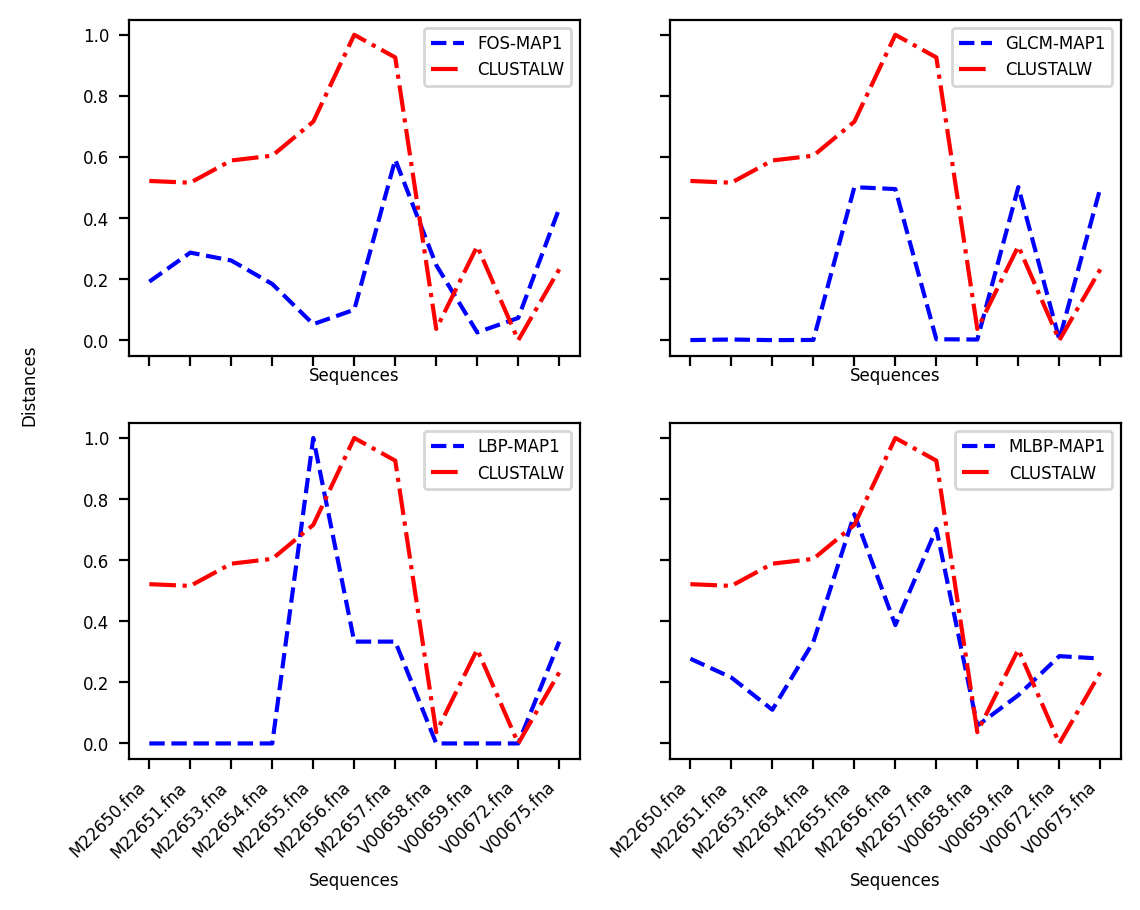 1.0
0.8
0.6
0.4
0.2
0.0
FOS-MAP1
CLUSTALW
Sequences
GLCM-MAP1
CLUSTALW
Sequences
Distances
1.0
0.8
0.6
0.4
0.2
0.0
LBP-MAP1
CLUSTALW
M22650.fna
M22651.fna
M22653.fna
M22654.fna
M22655.fna
M22656.fna
M22657.fna
V00658.fna
V00659.fna
V00672.fna
V00675.fna
Sequences
MLBP-MAP1
CLUSTALW
M22650.fna
M22651.fna
M22653.fna
M22654.fna
M22655.fna
M22656.fna
M22657.fna
V00658.fna
V00659.fna
V00672.fna
V00675.fna
Sequences